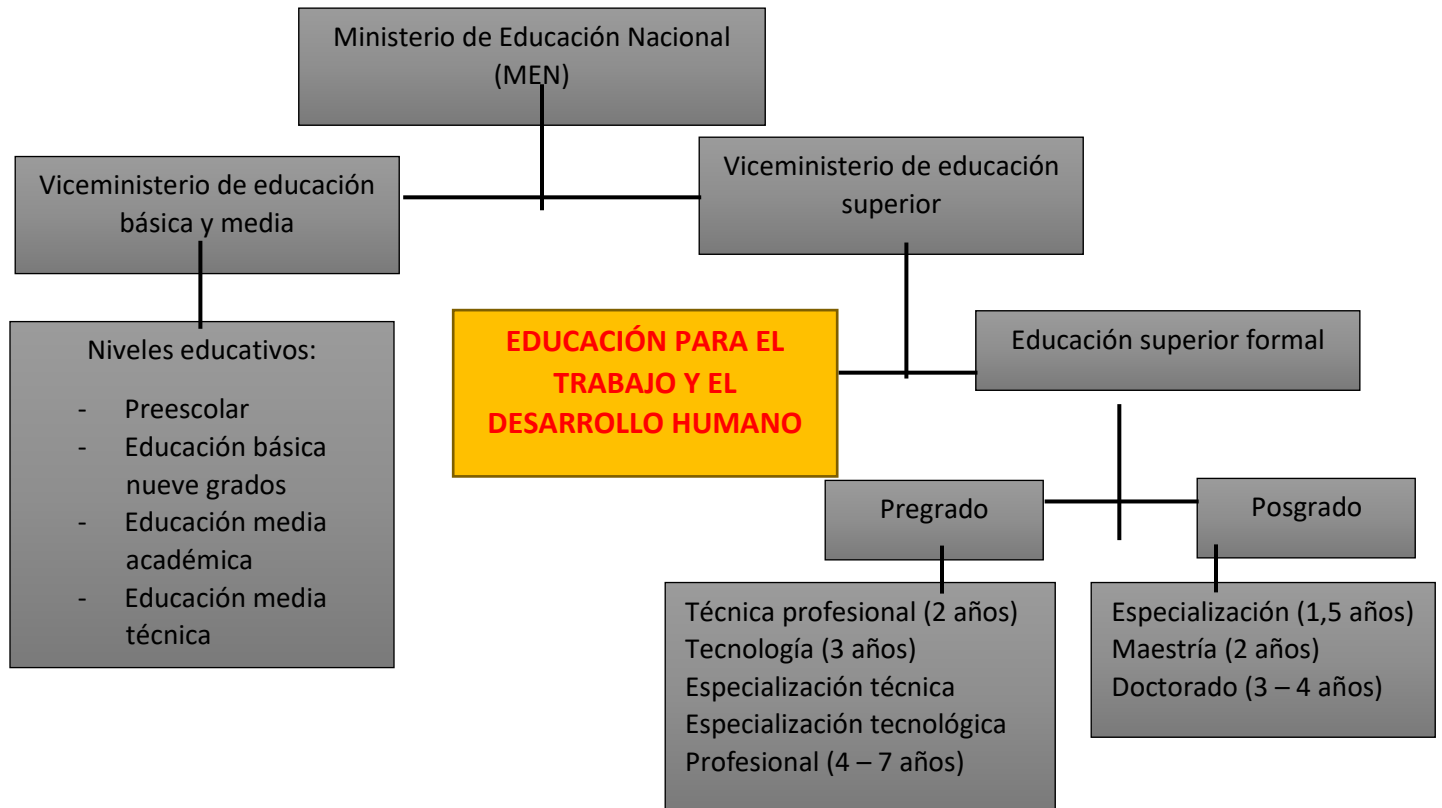 Ministerio de Educación Nacional
(MEN)
Viceministerio de educación
básica y media
Viceministerio de educación
superior
Niveles educativos:
- Preescolar
- Educación básica
nueve grados
- Educación media
académica
- Educación media
técnica
EDUCACIÓN PARA EL
TRABAJO Y EL
DESARROLLO HUMANO
Educación superior formal
Pregrado
Posgrado
Técnica profesional (2 años)
Tecnología (3 años)
Especialización técnica
Especialización tecnológica
Profesional (4 – 7 años)
Especialización (1,5 años)
Maestría (2 años)
Doctorado (3 – 4 años)